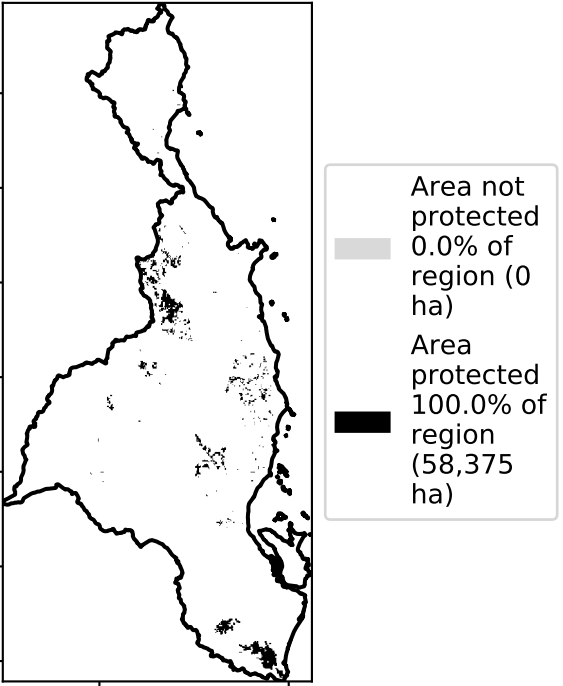 Area not
protected
0.0% of
region (0
ha)
Area
protected
100.0% of
region
(58,375
ha)